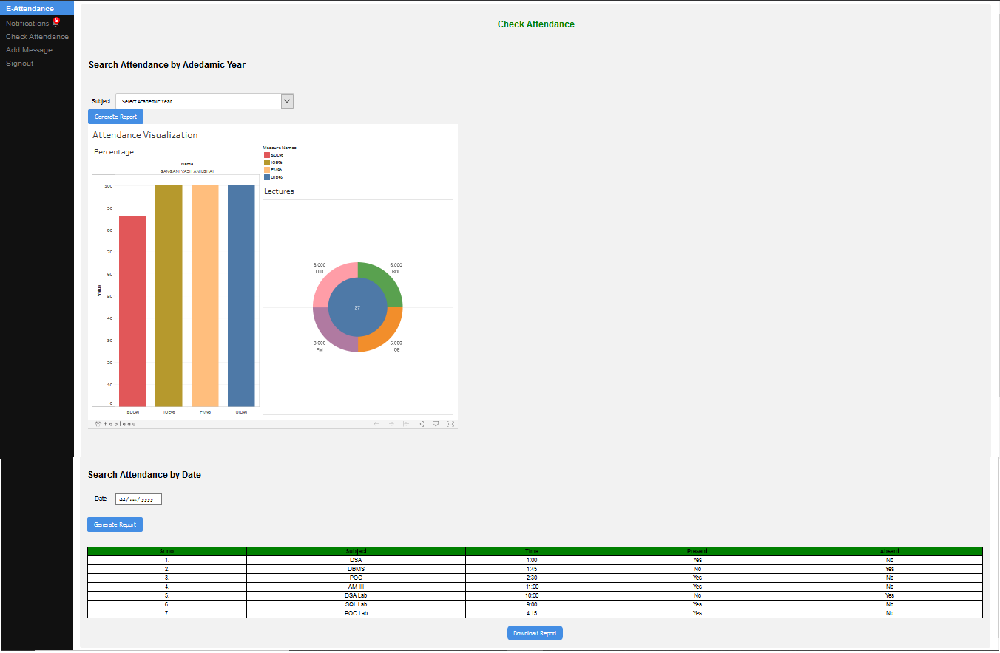 E-Attendance
Notifications 9
Check Attendance
Add Message
Signout
Check Attendance
Search Attendance by Adedamic Year
Subject Select Academic Year
Generate Report
Attendance Visualization
Percentage
Name
GANGANI YASH ANILBHAI
Value
100
90
80
70
60
50
40
30
20
10
0
SDL% IOE% PM% UID%
Measure Names
SDL%
IOE%
PM%
UID%
Lectures
8.000 6.000
UID SDL
27
8.000 5.000
PM IOE
tableau
Search Attendance by Date
Date dd / mm / yyyy
Generate Report
Sr no. Subject Time Present Absent
1. DSA 1:00 Yes No
2. DBMS 1:45 No Yes
3. POC 2:30 Yes No
4. AM-III 11:00 Yes No
5. DSA Lab 10:00 No Yes
6. SQL Lab 9:00 Yes No
7. POC Lab 4:15 Yes No
Download Report